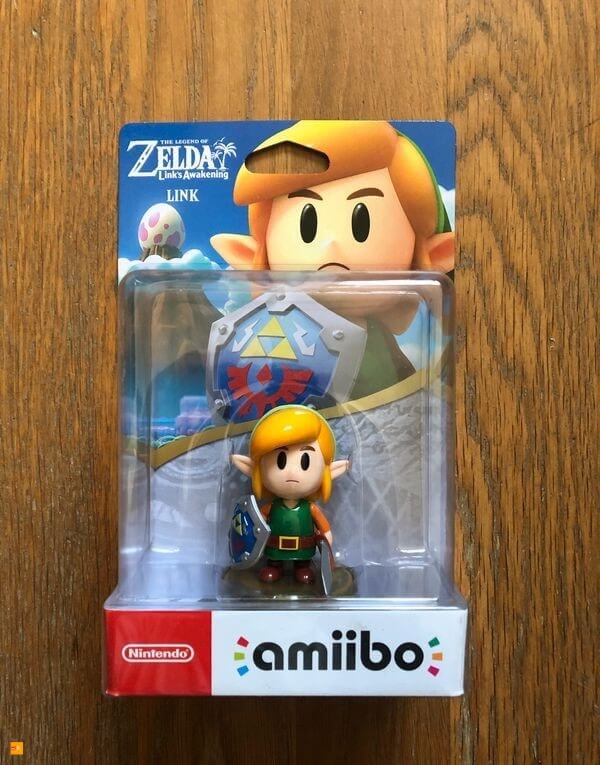 THE LEGEND OF
ZELDA
Link's Awakening
LINK
Nintendo
amiibo